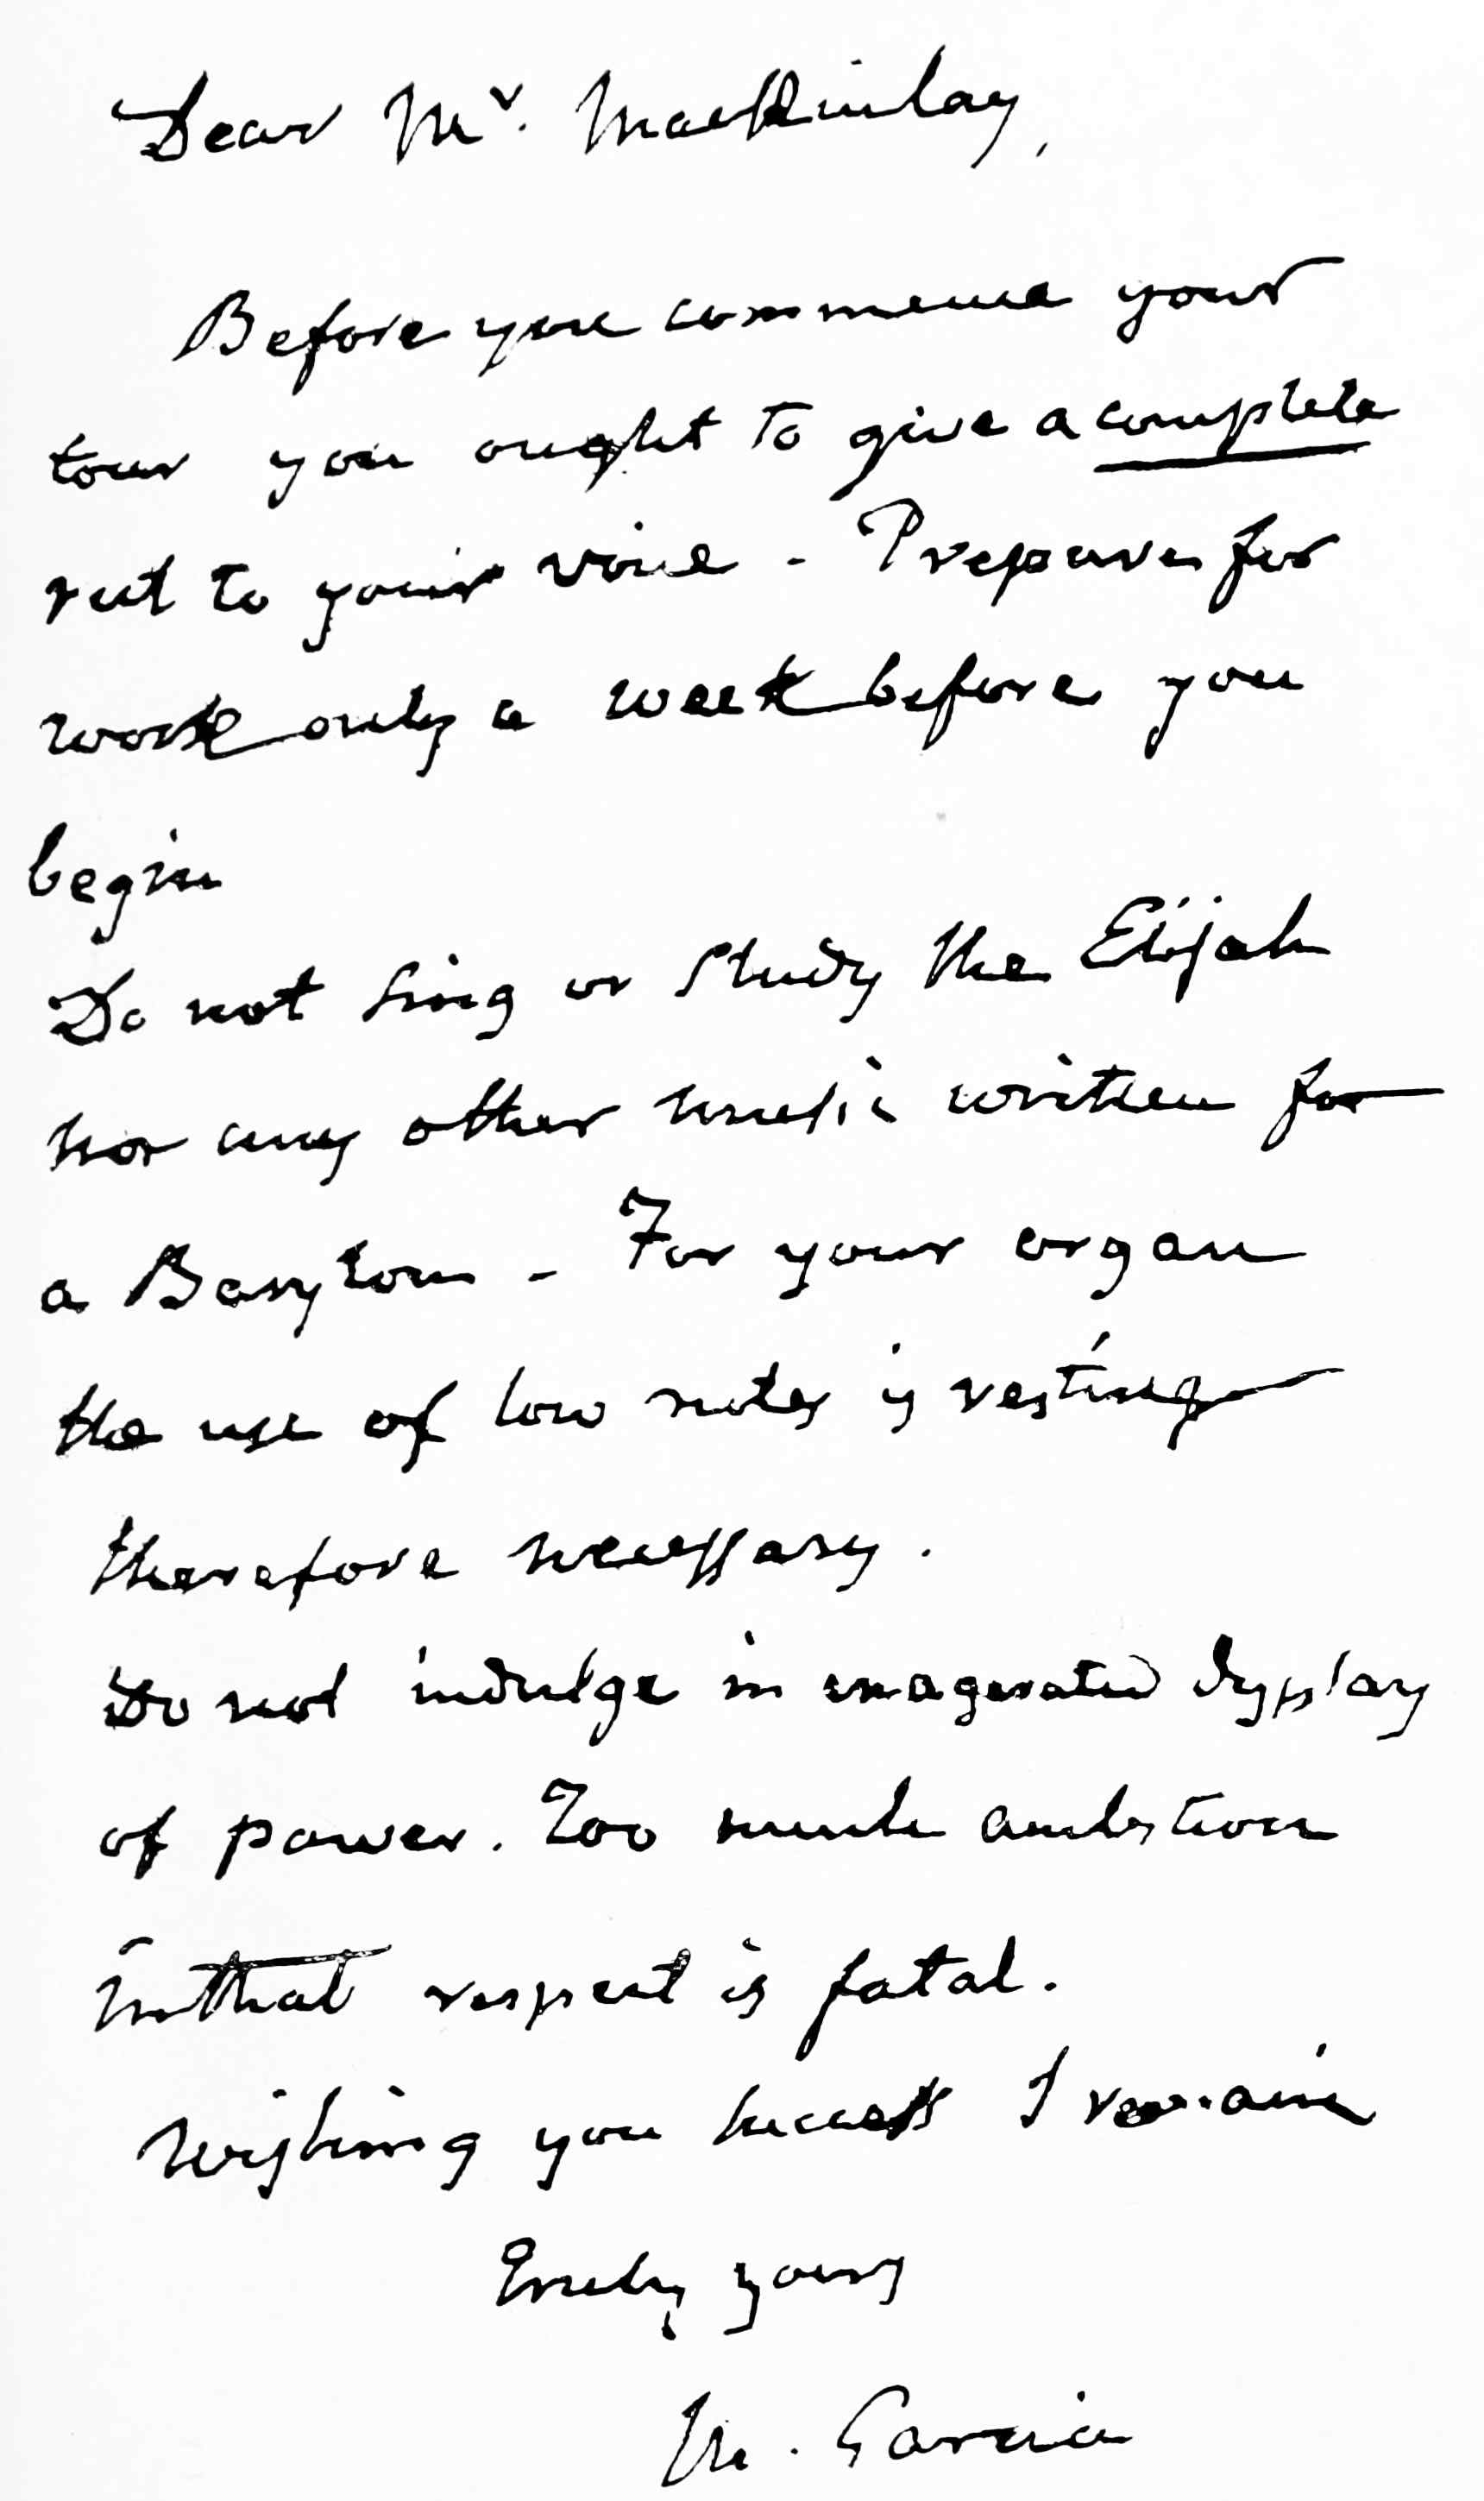 Dear Mr. MacKinlay,
Before you commence your
tour you ought to give a complete
rest to your voice - Prepare for
work only a week before you
begin
Do not sing or study the Elijah
nor any other music written for
a Baryton - For your organ
the use of low notes is resting
therefore necessary.
Do not indulge in exagerated dysplay
of power. Too much ambition
in that respect is fatal.
Wishing you success I remain
Truly yours
M. Garcia